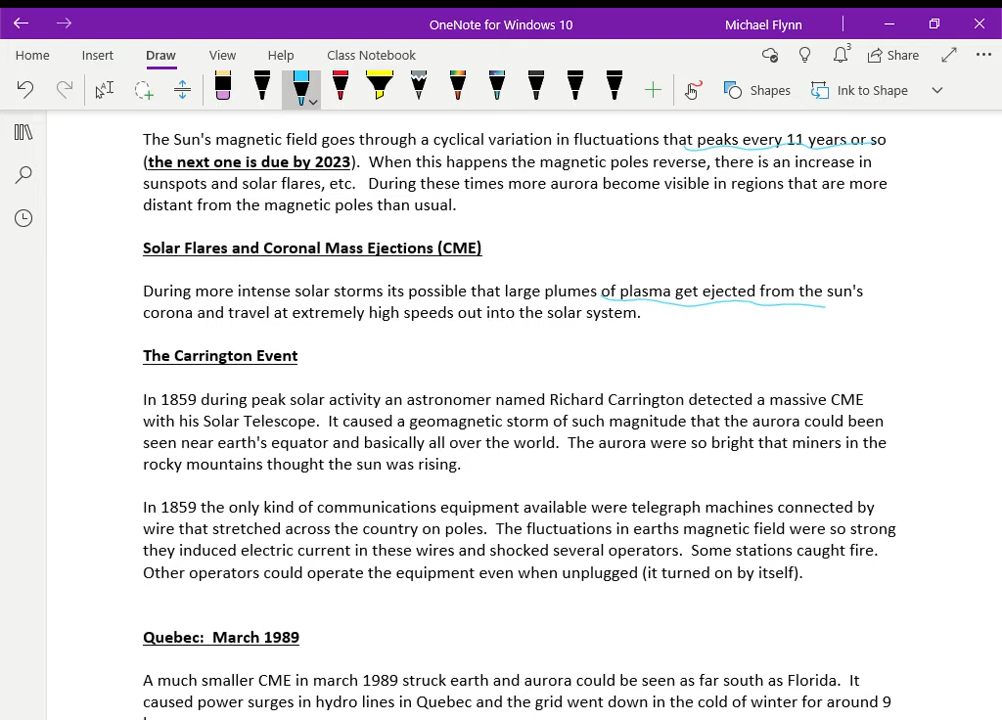 OneNote for Windows 10
Michael Flynn
Home Insert Draw View Help Class Notebook
3
Share
Shapes
Ink to Shape
The Sun's magnetic field goes through a cyclical variation in fluctuations that peaks every 11 years or so
(the next one is due by 2023). When this happens the magnetic poles reverse, there is an increase in
sunspots and solar flares, etc. During these times more aurora become visible in regions that are more
distant from the magnetic poles than usual.
Solar Flares and Coronal Mass Ejections (CME)
During more intense solar storms its possible that large plumes of plasma get ejected from the sun's
corona and travel at extremely high speeds out into the solar system.
The Carrington Event
In 1859 during peak solar activity an astronomer named Richard Carrington detected a massive CME
with his Solar Telescope. It caused a geomagnetic storm of such magnitude that the aurora could been
seen near earth's equator and basically all over the world. The aurora were so bright that miners in the
rocky mountains thought the sun was rising.
In 1859 the only kind of communications equipment available were telegraph machines connected by
wire that stretched across the country on poles. The fluctuations in earths magnetic field were so strong
they induced electric current in these wires and shocked several operators. Some stations caught fire.
Other operators could operate the equipment even when unplugged (it turned on by itself).
Quebec: March 1989
A much smaller CME in march 1989 struck earth and aurora could be seen as far south as Florida. It
caused power surges in hydro lines in Quebec and the grid went down in the cold of winter for around 9